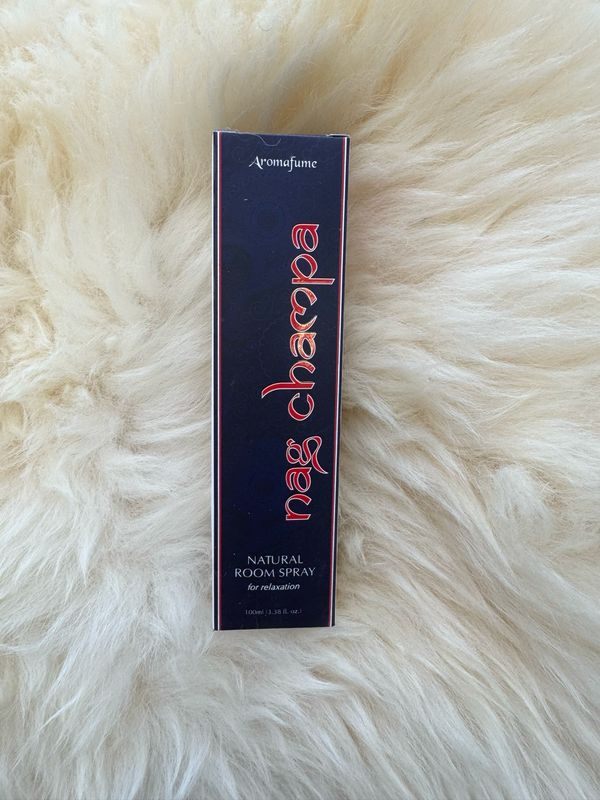 Aromafume
nag champa
NATURAL
ROOM SPRAY
for relaxation
100ml (3.38 fl. oz.)